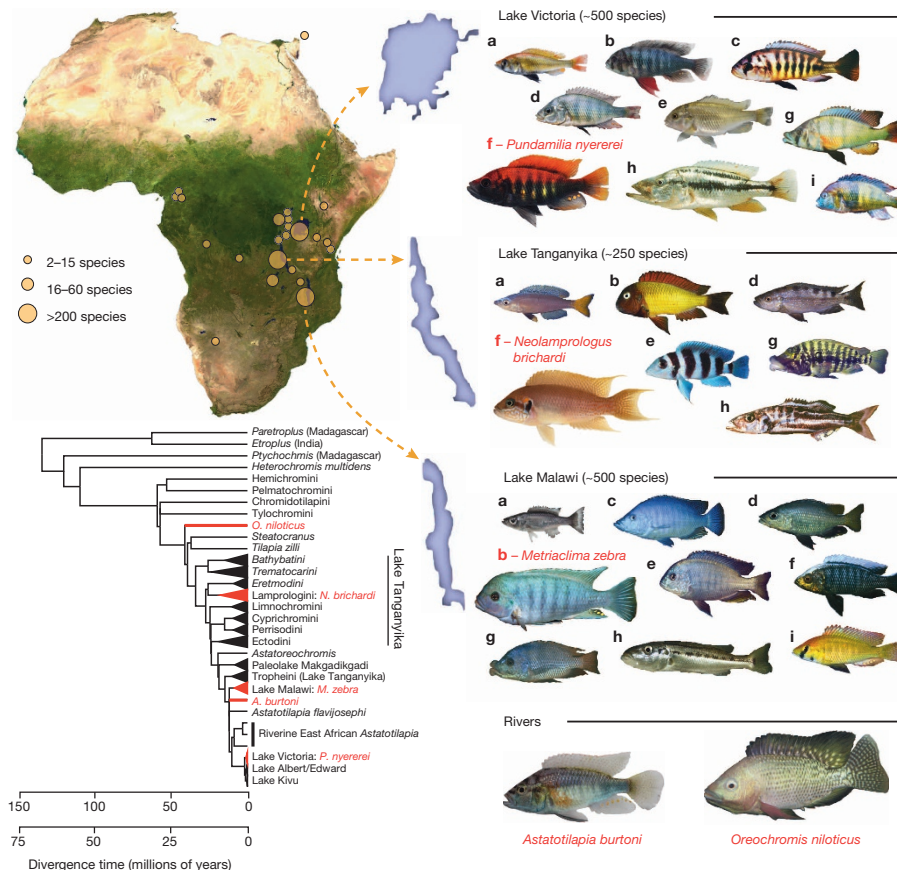 2–15 species
16–60 species
>200 species
Lake Victoria (~500 species)
a
b
c
d
e
g
f – Pundamilia nyererei
h
i
Lake Tanganyika (~250 species)
a
b
d
f – Neolamprologus
brichardi
e
g
h
Lake Malawi (~500 species)
a
c
d
b – Metriaclima zebra
e
f
g
h
i
Rivers
Astatotilapia burtoni
Oreochromis niloticus
Paretroplus (Madagascar)
Etroplus (India)
Ptychochmis (Madagascar)
Heterochromis multidens
Hemichromini
Pelmatochromini
Chromidotilapini
Tylochromini
O. niloticus
Steatocranus
Tilapia zilli
Bathybatini
Trematocarini
Eretmodini
Lamprologini: N. brichardi
Limnochromini
Cyprichromini
Perrisodini
Ectodini
Lake Tanganyika
Astatoreochromis
Paleolake Makgadikgadi
Tropheini (Lake Tanganyika)
Lake Malawi: M. zebra
A. burtoni
Astatotilapia flavijosephi
Riverine East African Astatotilapia
Lake Victoria: P. nyererei
Lake Albert/Edward
Lake Kivu
150 100 50 0
75 50 25 0
Divergence time (millions of years)